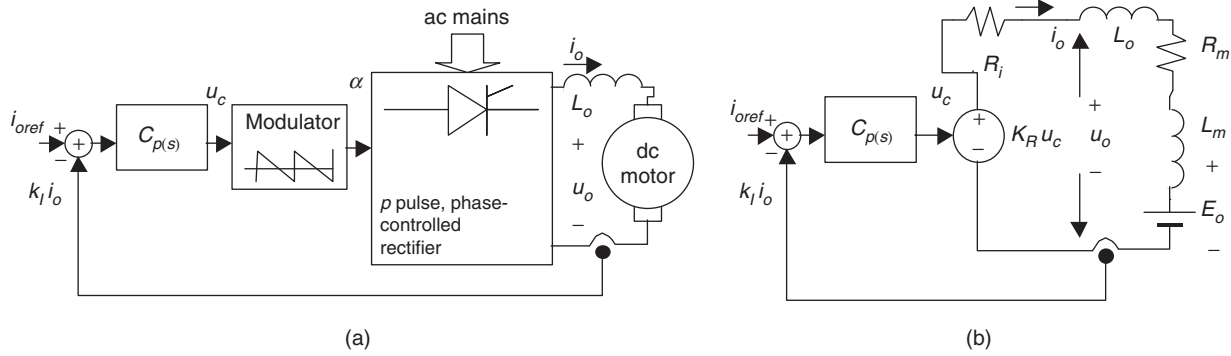 ac mains
i_o
u_c
α
L_o
i_oref
+
−
+
C_p(s)
Modulator
+
u_o
−
dc
motor
k_I i_o
p pulse, phase-
controlled
rectifier
(a)
i_o
L_o
R_m
R_i
u_c
i_oref
+
−
+
C_p(s)
+
−
K_R u_c
+
u_o
−
L_m
+
E_o
−
k_I i_o
(b)